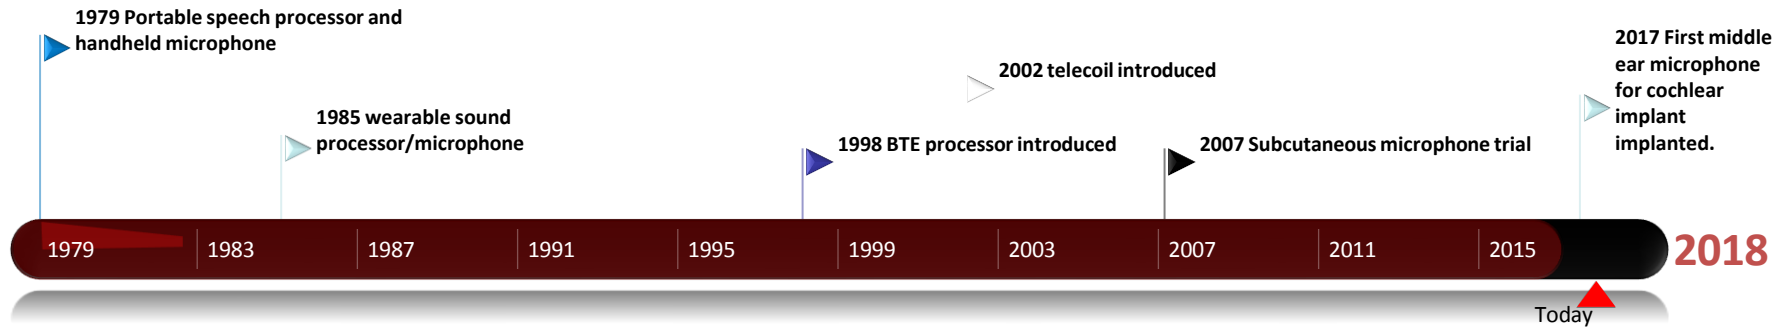 1979 Portable speech processor and
handheld microphone
1985 wearable sound
processor/microphone
1998 BTE processor introduced
2002 telecoil introduced
2007 Subcutaneous microphone trial
2017 First middle
ear microphone
for cochlear
implant
implanted.
1979 1983 1987 1991 1995 1999 2003 2007 2011 2015 2018
Today